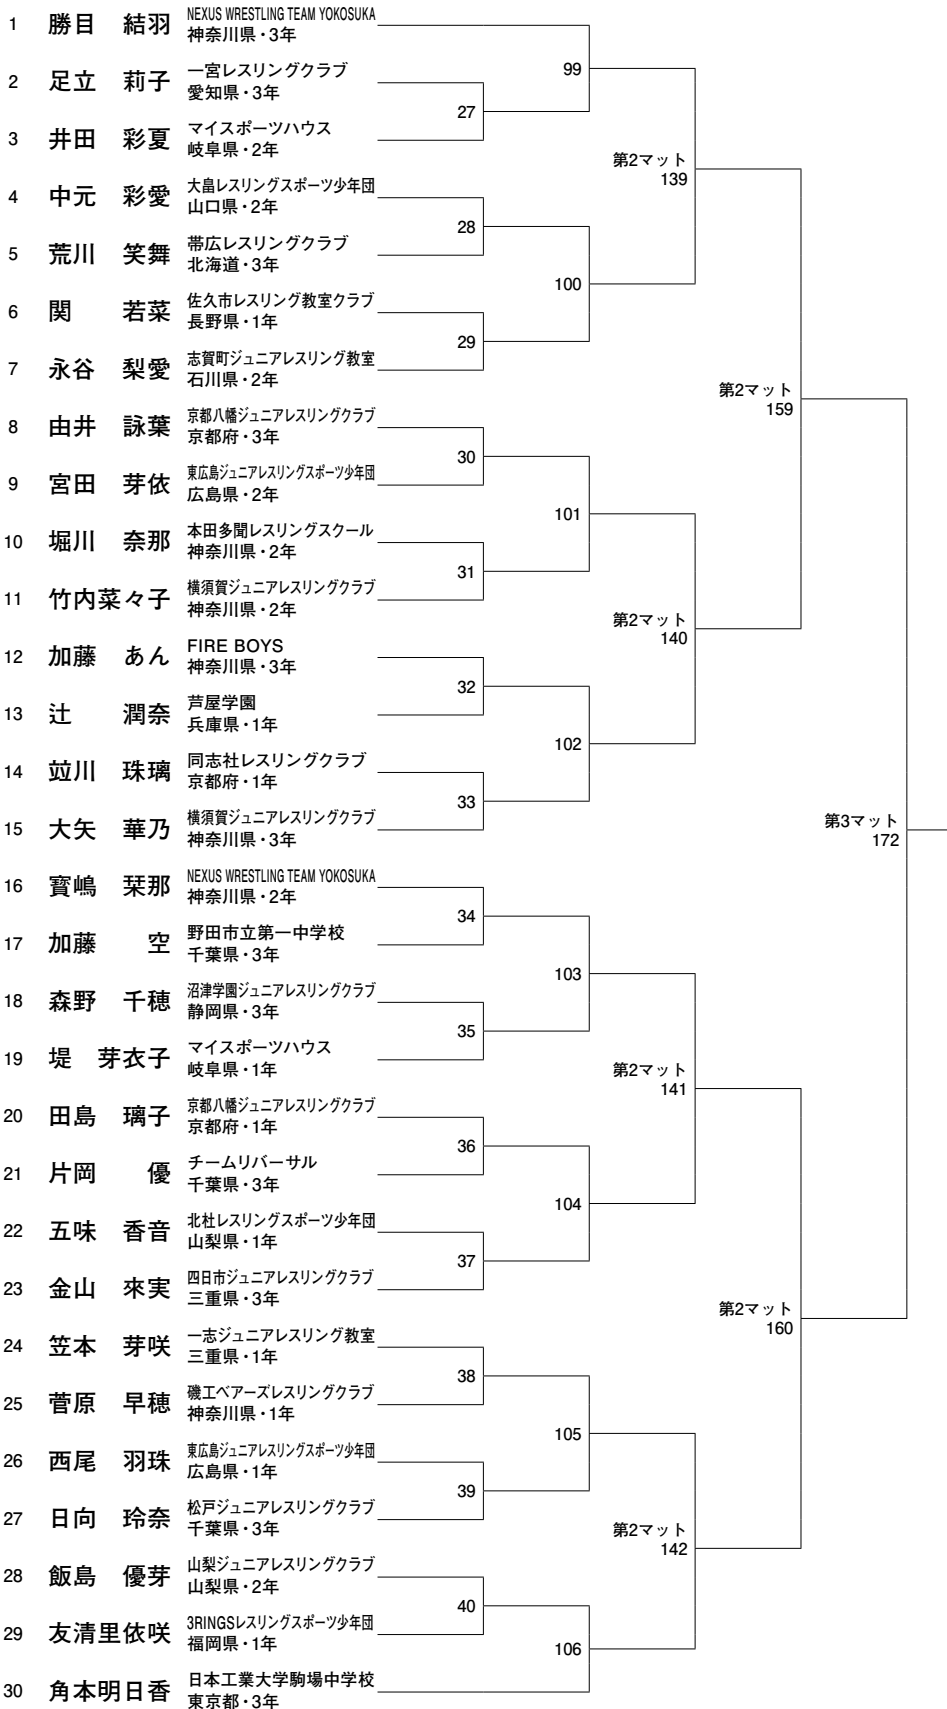 1 勝目 結羽 NEXUS WRESTLING TEAM YOKOSUKA
神奈川県・3年
99
2 足立 莉子 一宮レスリングクラブ
愛知県・3年
27
3 井田 彩夏 マイスポーツハウス
岐阜県・2年
第2マット
139
4 中元 彩愛 大畠レスリングスポーツ少年団
山口県・2年
28
5 荒川 笑舞 帯広レスリングクラブ
北海道・3年
100
6 関 若菜 佐久市レスリング教室クラブ
長野県・1年
29
7 永谷 梨愛 志賀町ジュニアレスリング教室
石川県・2年
第2マット
159
8 由井 詠葉 京都八幡ジュニアレスリングクラブ
京都府・3年
30
9 宮田 芽依 東広島ジュニアレスリングスポーツ少年団
広島県・2年
101
10 堀川 奈那 本田多聞レスリングスクール
神奈川県・2年
31
11 竹内菜々子 横須賀ジュニアレスリングクラブ
神奈川県・2年
第2マット
140
12 加藤 あん FIRE BOYS
神奈川県・3年
32
13 辻 潤奈 芦屋学園
兵庫県・1年
102
14 竝川 珠璃 同志社レスリングクラブ
京都府・1年
33
15 大矢 華乃 横須賀ジュニアレスリングクラブ
神奈川県・3年
第3マット
172
16 寳嶋 栞那 NEXUS WRESTLING TEAM YOKOSUKA
神奈川県・2年
34
17 加藤 空 野田市立第一中学校
千葉県・3年
103
18 森野 千穂 沼津学園ジュニアレスリングクラブ
静岡県・3年
35
19 堤 芽衣子 マイスポーツハウス
岐阜県・1年
第2マット
141
20 田島 璃子 京都八幡ジュニアレスリングクラブ
京都府・1年
36
21 片岡 優 チームリバーサル
千葉県・3年
104
22 五味 香音 北杜レスリングスポーツ少年団
山梨県・1年
37
23 金山 來実 四日市ジュニアレスリングクラブ
三重県・3年
第2マット
160
24 笠本 芽咲 一志ジュニアレスリング教室
三重県・1年
38
25 菅原 早穂 磯工ベアーズレスリングクラブ
神奈川県・1年
105
26 西尾 羽珠 東広島ジュニアレスリングスポーツ少年団
広島県・1年
39
27 日向 玲奈 松戸ジュニアレスリングクラブ
千葉県・3年
第2マット
142
28 飯島 優芽 山梨ジュニアレスリングクラブ
山梨県・2年
40
29 友清里依咲 3RINGSレスリングスポーツ少年団
福岡県・1年
106
30 角本明日香 日本工業大学駒場中学校
東京都・3年